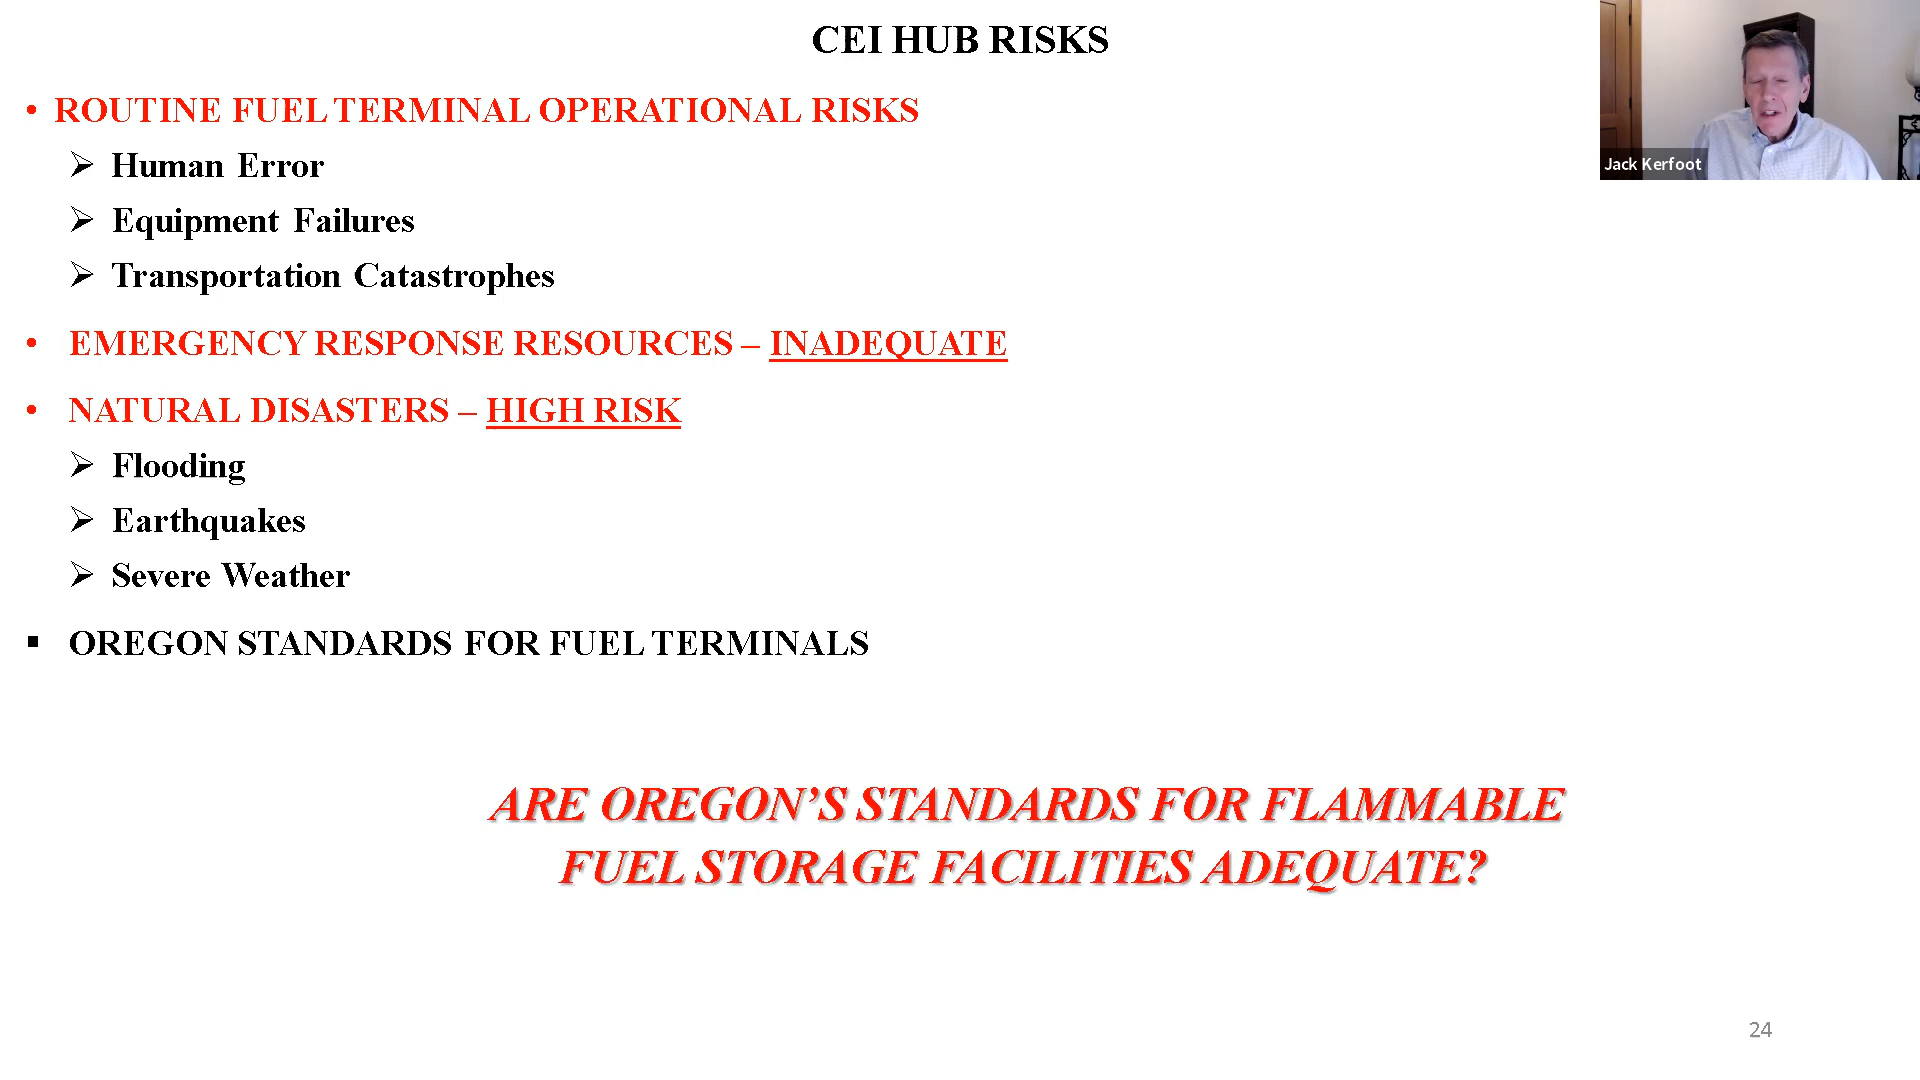 CEI HUB RISKS
• ROUTINE FUEL TERMINAL OPERATIONAL RISKS
➢ Human Error
➢ Equipment Failures
➢ Transportation Catastrophes
• EMERGENCY RESPONSE RESOURCES – INADEQUATE
• NATURAL DISASTERS – HIGH RISK
➢ Flooding
➢ Earthquakes
➢ Severe Weather
▪ OREGON STANDARDS FOR FUEL TERMINALS
ARE OREGON’S STANDARDS FOR FLAMMABLE
FUEL STORAGE FACILITIES ADEQUATE?
Jack Kerfoot
24